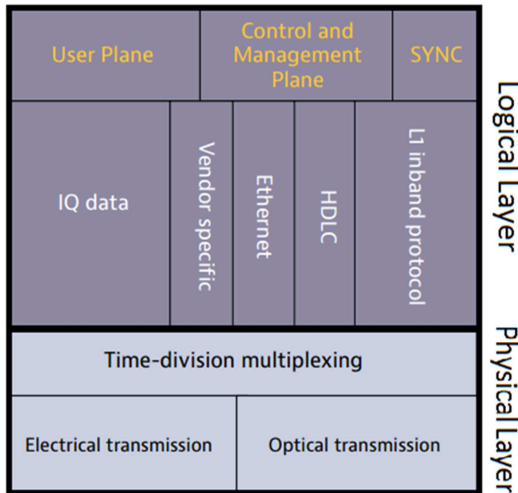 User Plane
Control and
Management
Plane
SYNC
IQ data
Vendor specific
Ethernet
HDLC
L1 inband protocol
Logical Layer
Time-division multiplexing
Electrical transmission
Optical transmission
Physical Layer